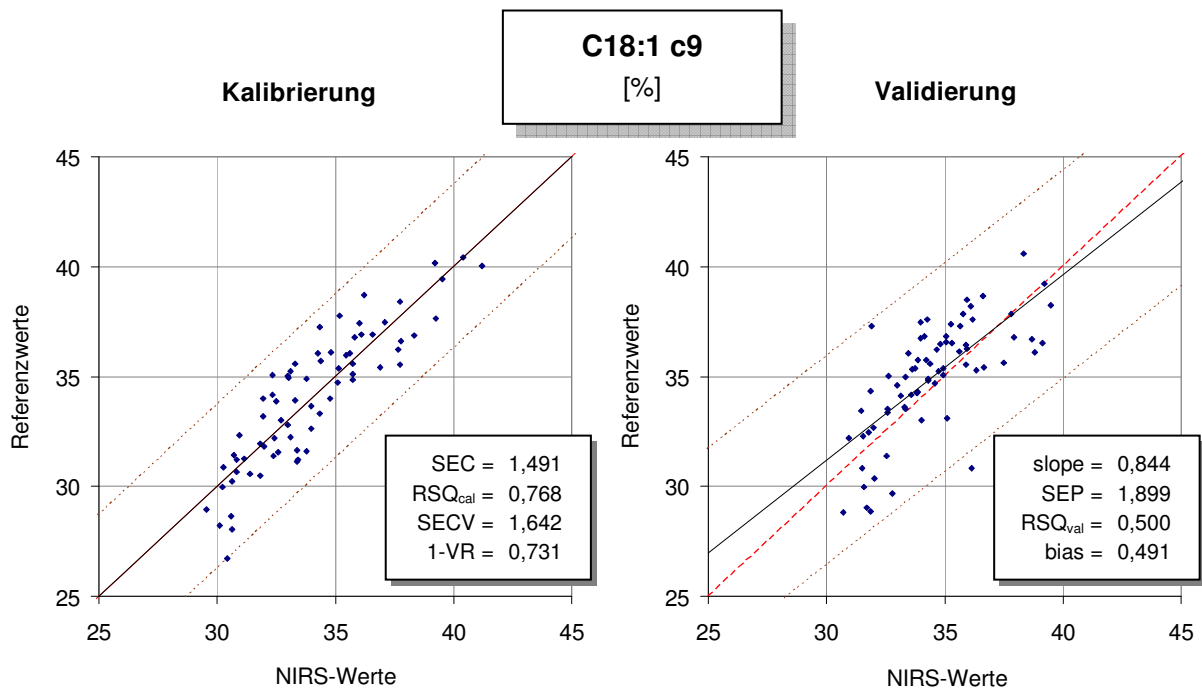 C18:1 c9
[%]
Kalibrierung
Validierung
Referenzwerte
45
40
35
30
25
25 30 35 40 45
NIRS-Werte
SEC = 1,491
RSQcal = 0,768
SECV = 1,642
1-VR = 0,731
Referenzwerte
45
40
35
30
25
25 30 35 40 45
NIRS-Werte
slope = 0,844
SEP = 1,899
RSQval = 0,500
bias = 0,491